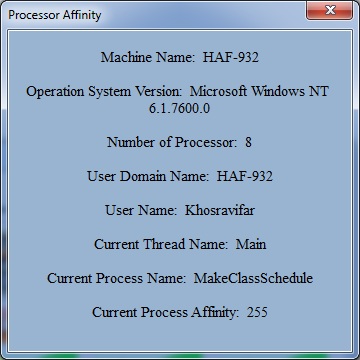 Processor Affinity
Machine Name: HAF-932
Operation System Version: Microsoft Windows NT
6.1.7600.0
Number of Processor: 8
User Domain Name: HAF-932
User Name: Khosravifar
Current Thread Name: Main
Current Process Name: MakeClassSchedule
Current Process Affinity: 255